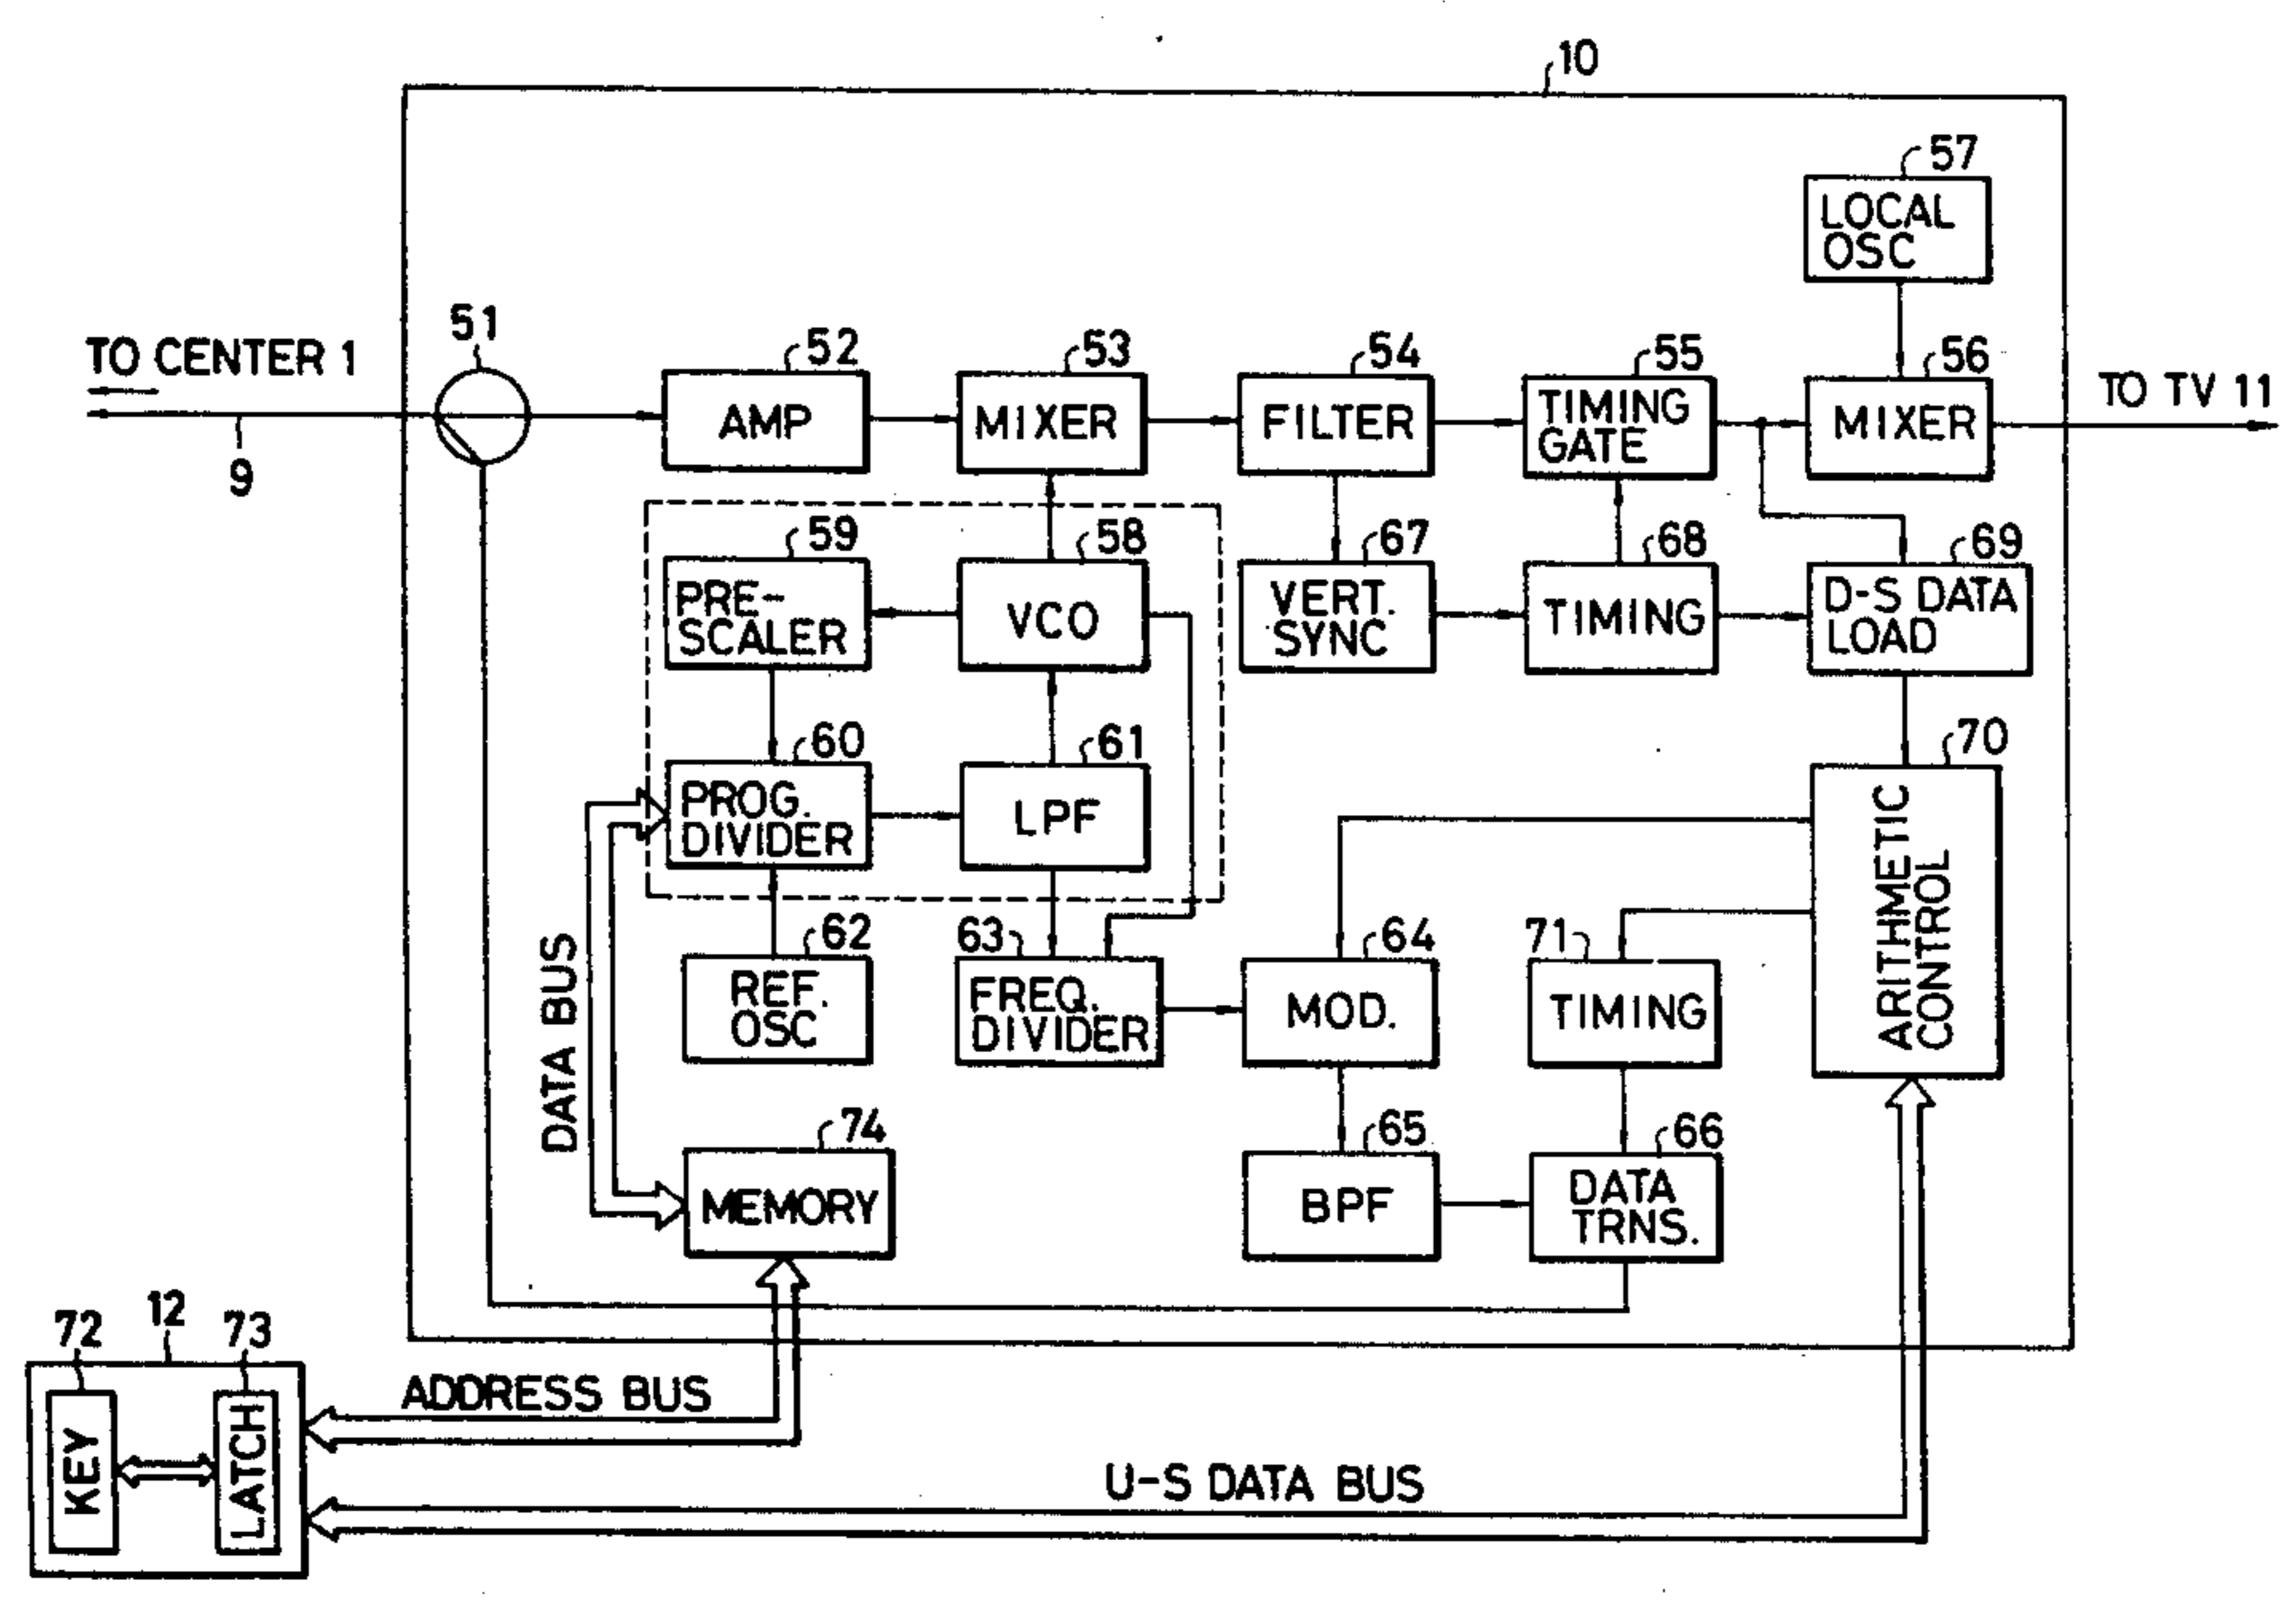 10
57
LOCAL
OSC
TO CENTER 1
51
9
52
AMP
53
MIXER
54
FILTER
55
TIMING
GATE
56
MIXER
TO TV 11
59
PRE-
SCALER
58
VCO
67
VERT.
SYNC
68
TIMING
69
D-S DATA
LOAD
60
PROG.
DIVIDER
61
LPF
70
ARITHMETIC
CONTROL
DATA BUS
62
REF.
OSC
63
FREQ.
DIVIDER
64
MOD.
71
TIMING
74
MEMORY
65
BPF
66
DATA
TRNS.
12
72
KEY
73
LATCH
ADDRESS BUS
U-S DATA BUS